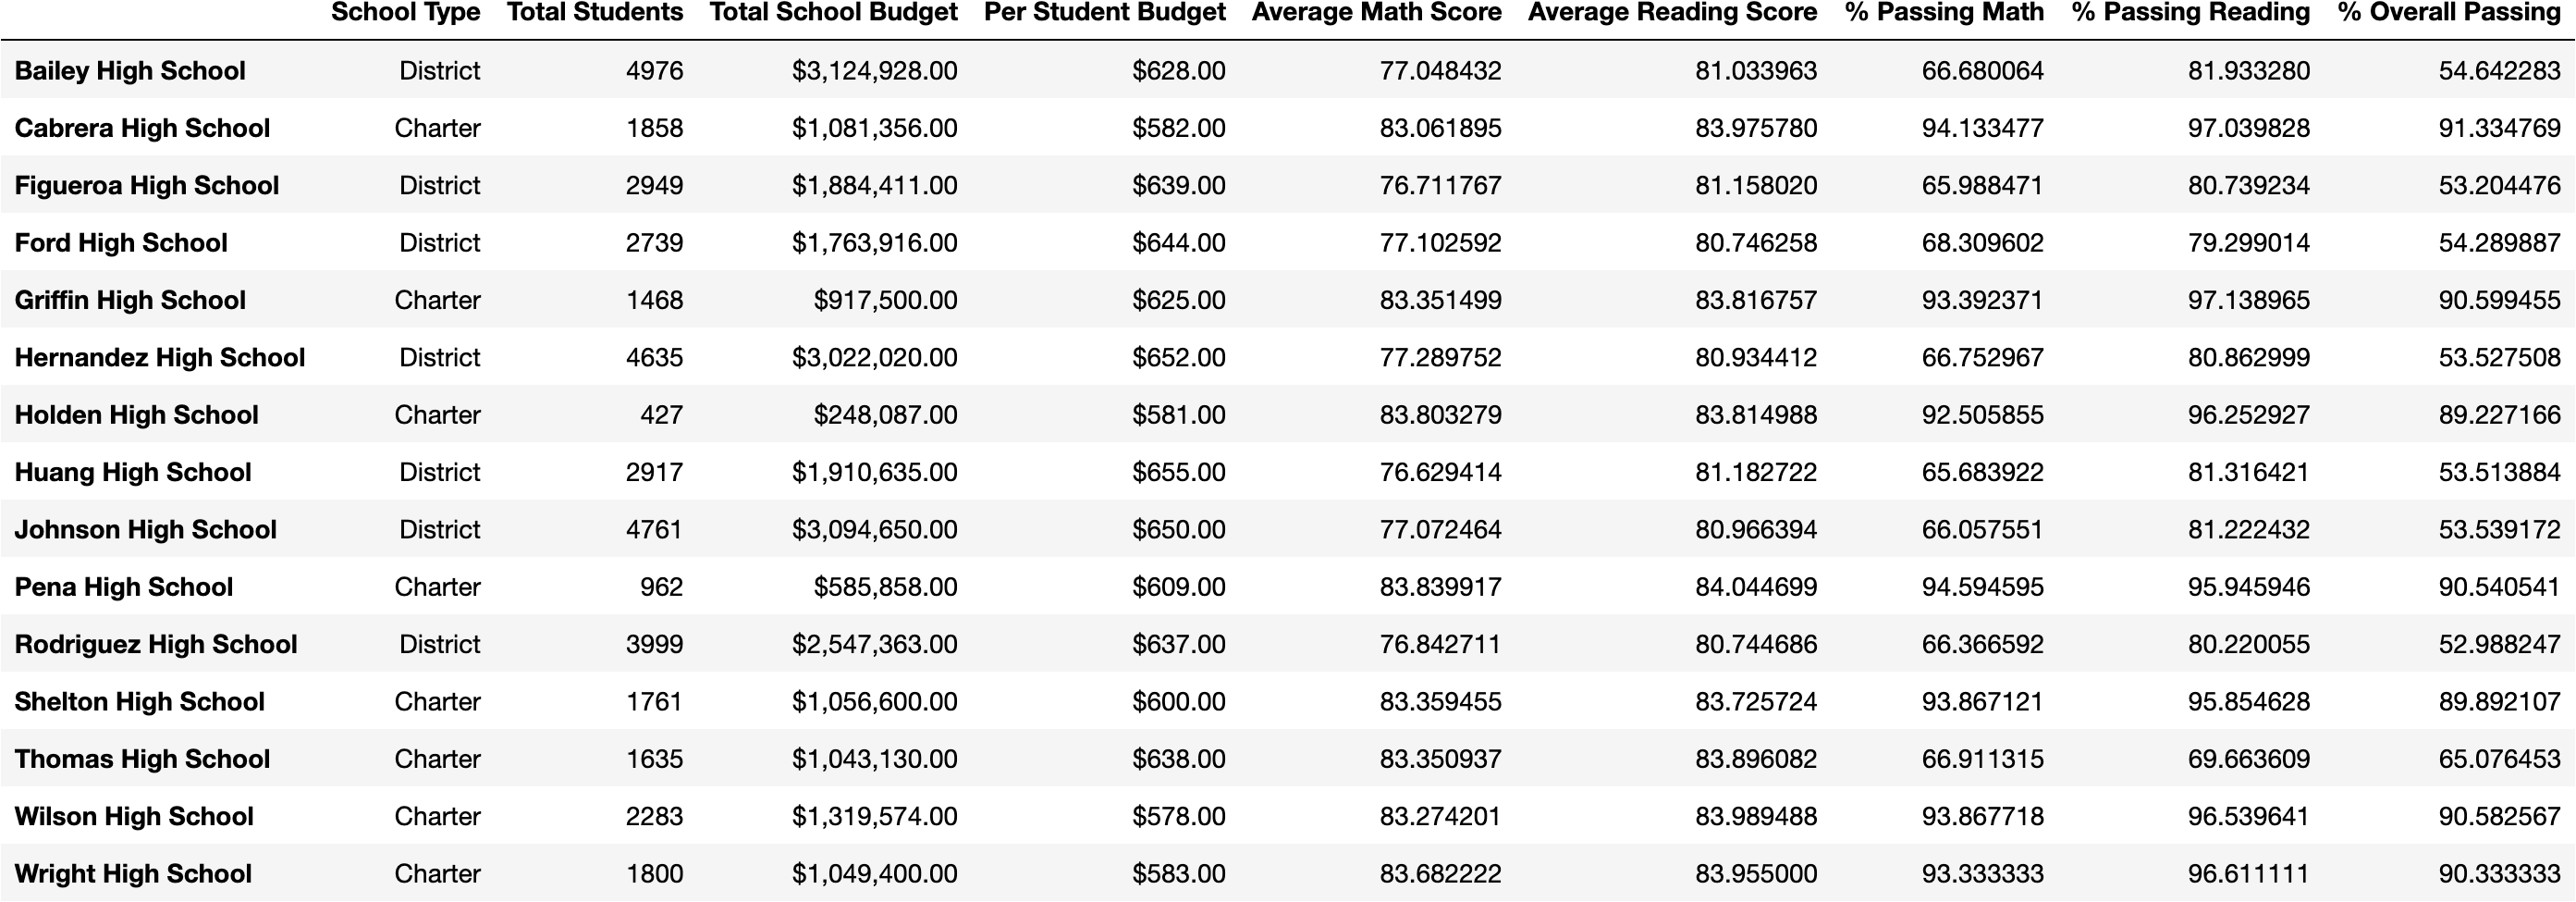 School Type Total Students Total School Budget Per Student Budget Average Math Score Average Reading Score % Passing Math % Passing Reading % Overall Passing
Bailey High School District 4976 $3,124,928.00 $628.00 77.048432 81.033963 66.680064 81.933280 54.642283
Cabrera High School Charter 1858 $1,081,356.00 $582.00 83.061895 83.975780 94.133477 97.039828 91.334769
Figueroa High School District 2949 $1,884,411.00 $639.00 76.711767 81.158020 65.988471 80.739234 53.204476
Ford High School District 2739 $1,763,916.00 $644.00 77.102592 80.746258 68.309602 79.299014 54.289887
Griffin High School Charter 1468 $917,500.00 $625.00 83.351499 83.816757 93.392371 97.138965 90.599455
Hernandez High School District 4635 $3,022,020.00 $652.00 77.289752 80.934412 66.752967 80.862999 53.527508
Holden High School Charter 427 $248,087.00 $581.00 83.803279 83.814988 92.505855 96.252927 89.227166
Huang High School District 2917 $1,910,635.00 $655.00 76.629414 81.182722 65.683922 81.316421 53.513884
Johnson High School District 4761 $3,094,650.00 $650.00 77.072464 80.966394 66.057551 81.222432 53.539172
Pena High School Charter 962 $585,858.00 $609.00 83.839917 84.044699 94.594595 95.945946 90.540541
Rodriguez High School District 3999 $2,547,363.00 $637.00 76.842711 80.744686 66.366592 80.220055 52.988247
Shelton High School Charter 1761 $1,056,600.00 $600.00 83.359455 83.725724 93.867121 95.854628 89.892107
Thomas High School Charter 1635 $1,043,130.00 $638.00 83.350937 83.896082 66.911315 69.663609 65.076453
Wilson High School Charter 2283 $1,319,574.00 $578.00 83.274201 83.989488 93.867718 96.539641 90.582567
Wright High School Charter 1800 $1,049,400.00 $583.00 83.682222 83.955000 93.333333 96.611111 90.333333